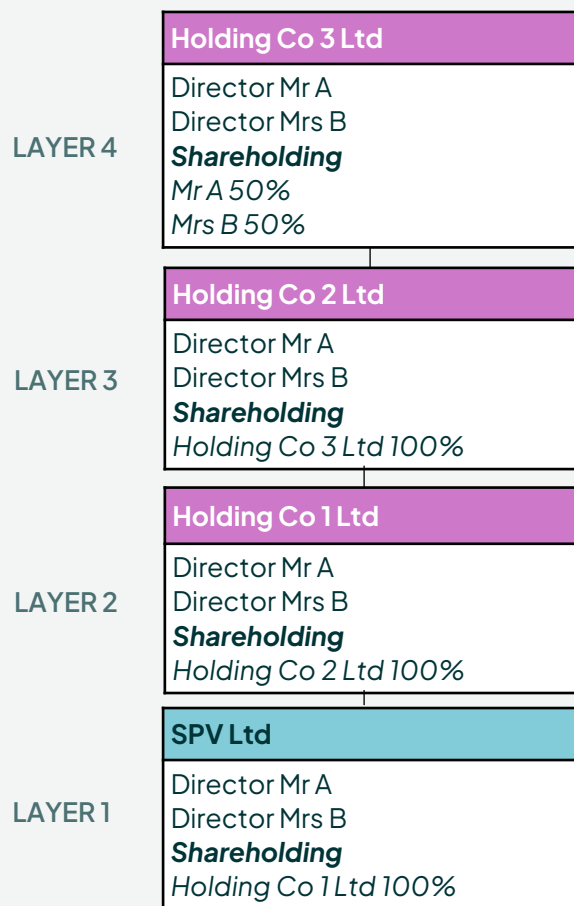 Holding Co 3 Ltd
Director Mr A
Director Mrs B
LAYER 4
Shareholding
Mr A 50%
Mrs B 50%
Holding Co 2 Ltd
Director Mr A
LAYER 3
Director Mrs B
Shareholding
Holding Co 3 Ltd 100%
Holding Co 1 Ltd
Director Mr A
LAYER 2
Director Mrs B
Shareholding
Holding Co 2 Ltd 100%
SPV Ltd
Director Mr A
LAYER 1
Director Mrs B
Shareholding
Holding Co 1 Ltd 100%